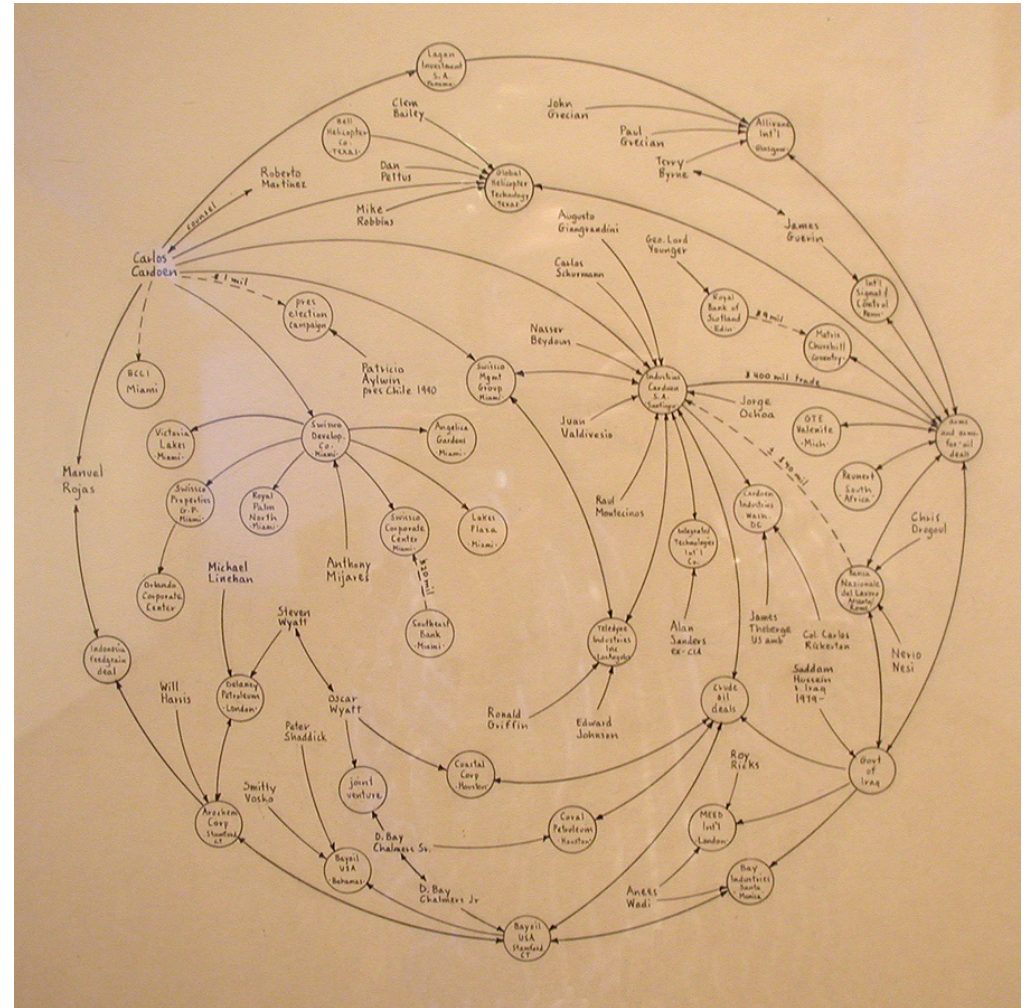 Lagan
Investment
S.A.
Panama
Clem
Bailey
John
Grecian
Bell
Helicopter
Co.
Texas
Paul
Grecian
Allivane
Int'l
Glasgow
Roberto
Martinez
Dan
Pettus
Global
Helicopter
Technology
Texas
Terry
Byrne
counsel
Mike
Robbins
Augusto
Giangrandini
James
Guerin
Geo. Lord
Younger
Carlos
Cardoen
$1 mil
Carlos
Schurmann
pres
election
campaign
Royal
Bank of
Scotland
Edin
$9 mil
Int'l
Signal &
Control
Penn
Matrix
Churchill
Coventry
Nasser
Beydoun
BCCI
Miami
Patricio
Aylwin
pres Chile 1990
Swissco
Mgmt
Group
Miami
Industrias
Cardoen
S.A.
Santiago
$400 mil trade
Jorge
Ochoa
Juan
Valdivesio
GTE
Valenite
Mich
arms
deals
Victoria
Lakes
Miami
Swissco
Develop.
Co.
Miami
Angelica
Gardens
Miami
Manuel
Rojas
Swissco
Properties
G.P.
Miami
Royal
Palm
North
Miami
Swissco
Corporate
Center
Miami
Lakes
Plaza
Miami
Raul
Montecinos
Reunert
South
Africa
Cardoen
Industries
Wash.
DC
Chris
Drogoul
Technologies
Int'l
Co.
Michael
Linehan
Anthony
Mijares
$20 mil
Orlando
Corporate
Center
Banca
Nazionale
del Lavoro
Atlanta/
Rome
Steven
Wyatt
Southeast
Bank
Miami
Teledyne
Industries
Inc
Los Angeles
Alan
Sanders
ex-CIA
James
Theberge
US amb
Col. Carlos
Rickerton
Nerio
Nesi
Indonesia
feedgrain
deal
Will
Harris
Delaney
Petroleum
London
Oscar
Wyatt
Crude
oil
deals
Saddam
Hussein
Iraq
1979-
Ronald
Griffin
Edward
Johnson
Peter
Shaddick
Roy
Ricks
Coastal
Corp
Houston
Govt
of
Iraq
Smitty
Vosko
joint
venture
Arochem
Corp
Stamford
CT
D. Bay
Chalmers Sr.
Coral
Petroleum
Houston
MEED
Int'l
London
Bayoil
USA
Bahamas
D. Bay
Chalmers Jr
Anees
Wadi
Bay
Industries
Santa
Monica
Bayoil
USA
Stamford
CT